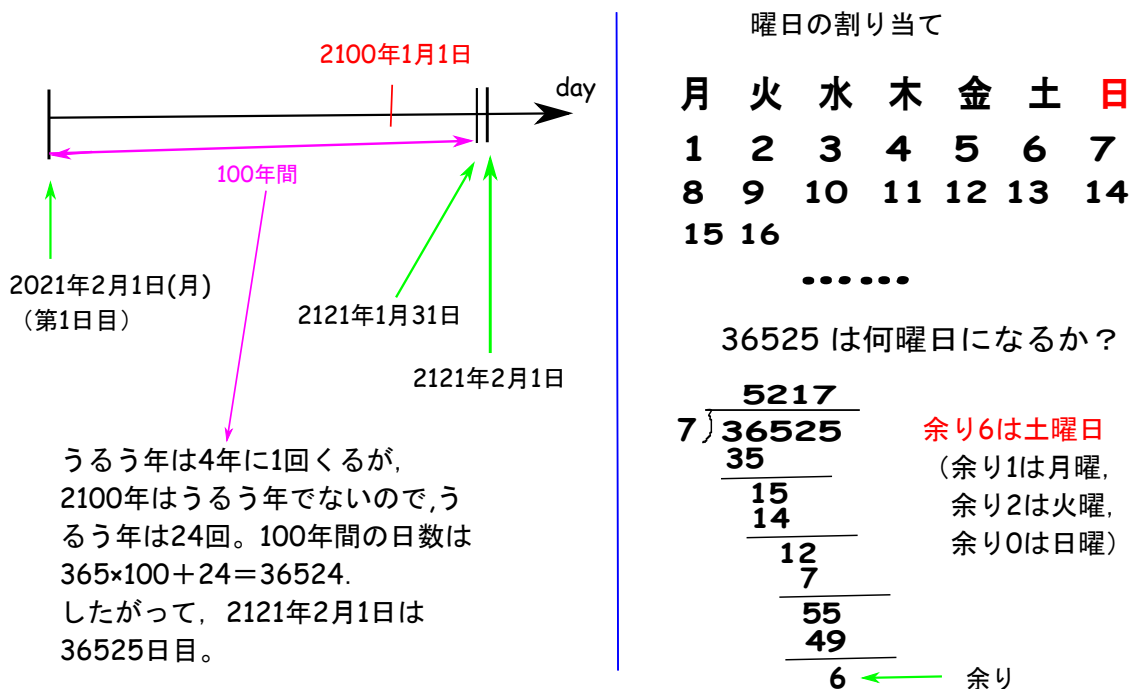 2100年1月1日
day
100年間
2021年2月1日(月)
（第1日目）
2121年1月31日
2121年2月1日
うるう年は4年に1回くるが,
2100年はうるう年でないので,う
るう年は24回。100年間の日数は
365×100＋24＝36524.
したがって，2121年2月1日は
36525日目。
曜日の割り当て
月 火 水 木 金 土 日
1 2 3 4 5 6 7
8 9 10 11 12 13 14
15 16
••••••
36525 は何曜日になるか？
5217
7)36525
35
15
14
12
7
55
49
6
余り
余り6は土曜日
（余り1は月曜,
余り2は火曜,
余り0は日曜）